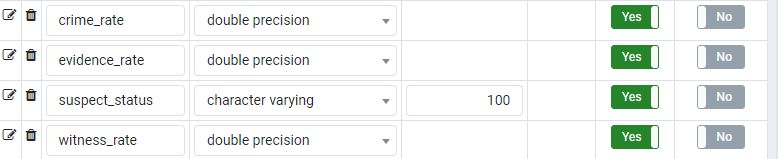 crime_rate double precision Yes No
evidence_rate double precision Yes No
suspect_status character varying 100 Yes No
witness_rate double precision Yes No